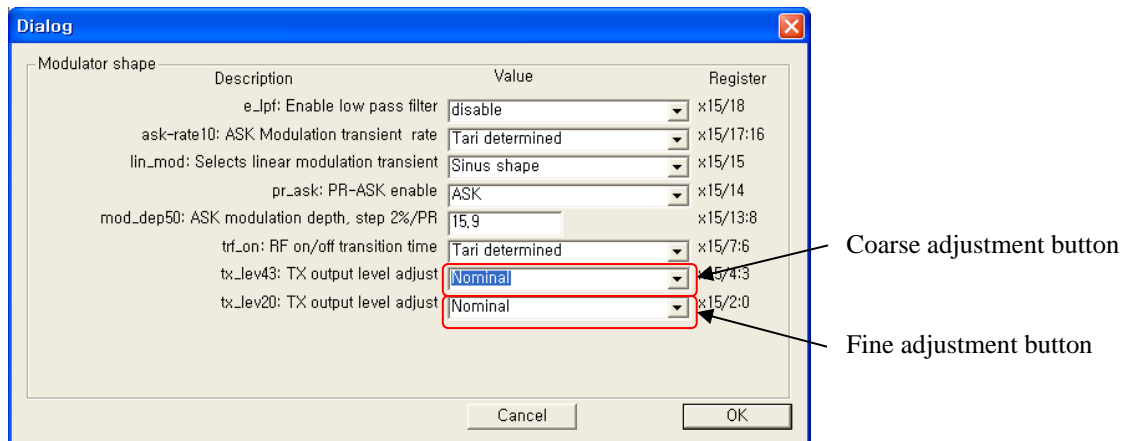 Dialog
Modulator shape
Description Value Register
e_lpf: Enable low pass filter disable x15/18
ask-rate10: ASK Modulation transient rate Tari determined x15/17:16
lin_mod: Selects linear modulation transient Sinus shape x15/15
pr_ask: PR-ASK enable ASK x15/14
mod_dep50: ASK modulation depth, step 2%/PR 15,9 x15/13:8
trf_on: RF on/off transition time Tari determined x15/7:6
Coarse adjustment button
tx_lev43: TX output level adjust Nominal x15/4:3
tx_lev20: TX output level adjust Nominal x15/2:0
Fine adjustment button
Cancel OK